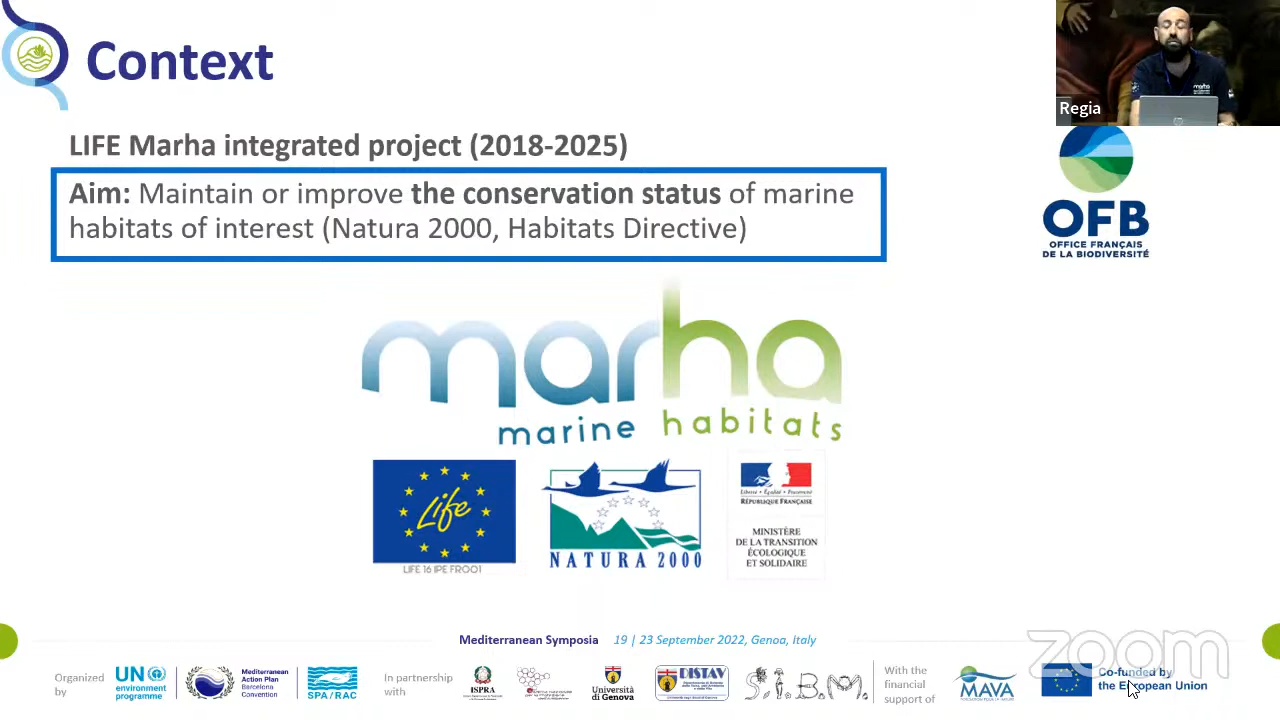 Context
Regia
LIFE Marha integrated project (2018-2025)
Aim: Maintain or improve the conservation status of marine
habitats of interest (Natura 2000, Habitats Directive)
OFB
OFFICE FRANÇAIS
DE LA BIODIVERSITÉ
marha
marine habitats
Life
LIFE 16 IPE FR001
NATURA 2000
Liberté • Égalité • Fraternité
RÉPUBLIQUE FRANÇAISE
MINISTÈRE
DE LA TRANSITION
ÉCOLOGIQUE
ET SOLIDAIRE
Mediterranean Symposia 19 | 23 September 2022, Genoa, Italy
zoom
Organized
by
UN
environment
programme
Mediterranean
Action Plan
Barcelona
Convention
SPA/RAC
In partnership
with
ISPRA
Università
di Genova
DISTAV
S.I.B.M.
With the
financial
support of
MAVA
Co-funded by
the European Union